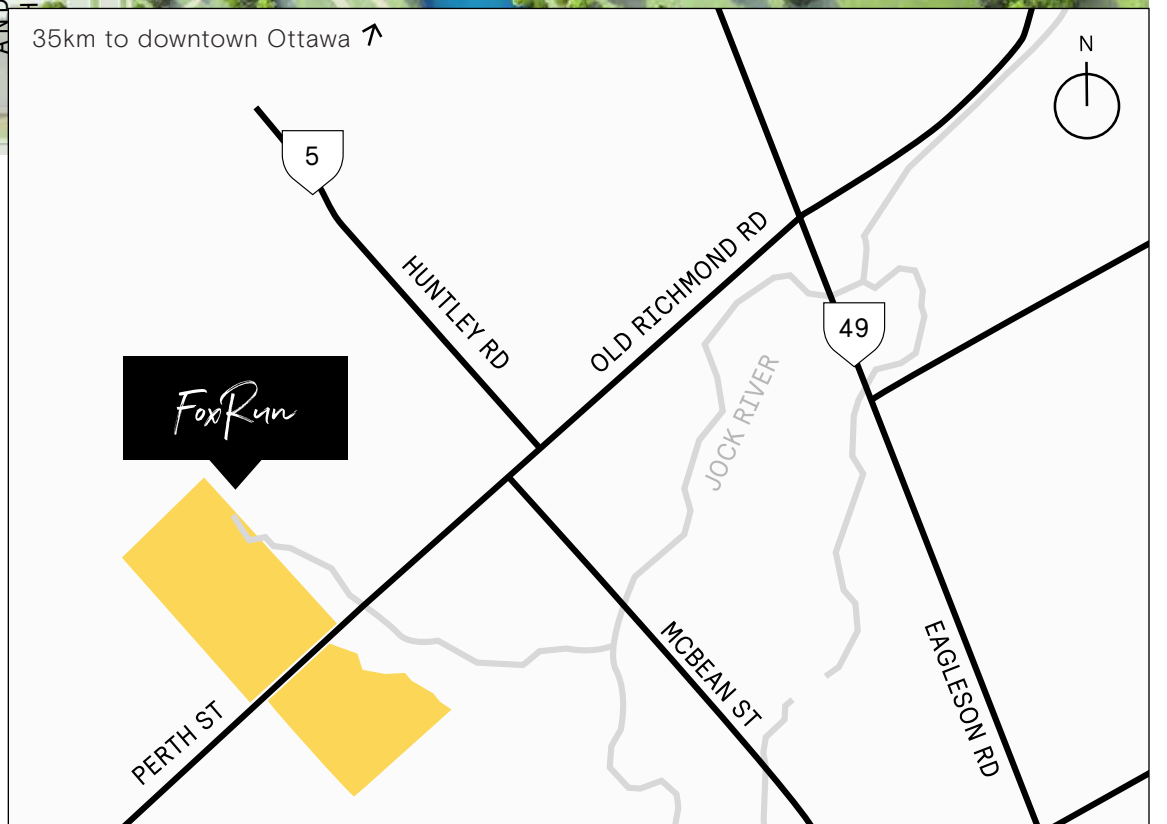 35km to downtown Ottawa
N
5
HUNTLEY RD
OLD RICHMOND RD
49
FoxRun
JOCK RIVER
EAGLESON RD
MCBEAN ST
PERTH ST